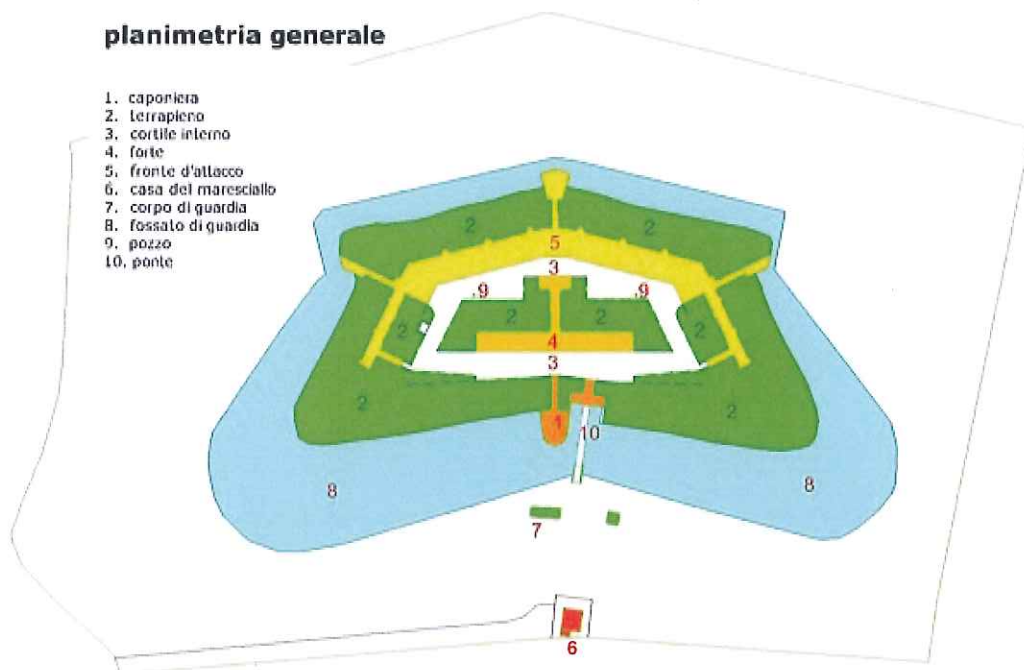 planimetria generale
1. caponiera
2. terrapieno
3. cortile interno
4. forte
5. fronte d'attacco
6. casa del maresciallo
7. corpo di guardia
8. fossato di guardia
9. pozzo
10. ponte
2
2
5
3
.9
.9
2
2
2
2
4
3
2
2
1
10
8
8
7
6